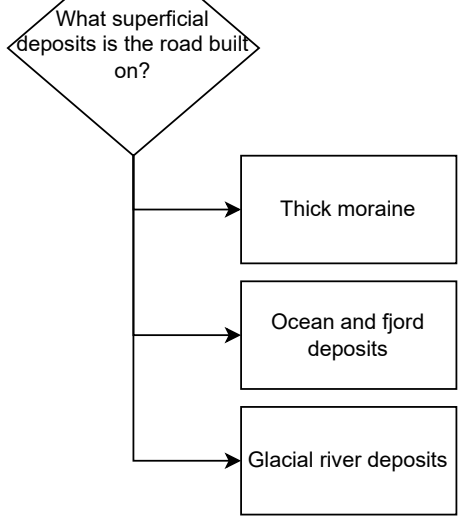 What superficial
deposits is the road built
on?
Thick moraine
Ocean and fjord
deposits
Glacial river deposits